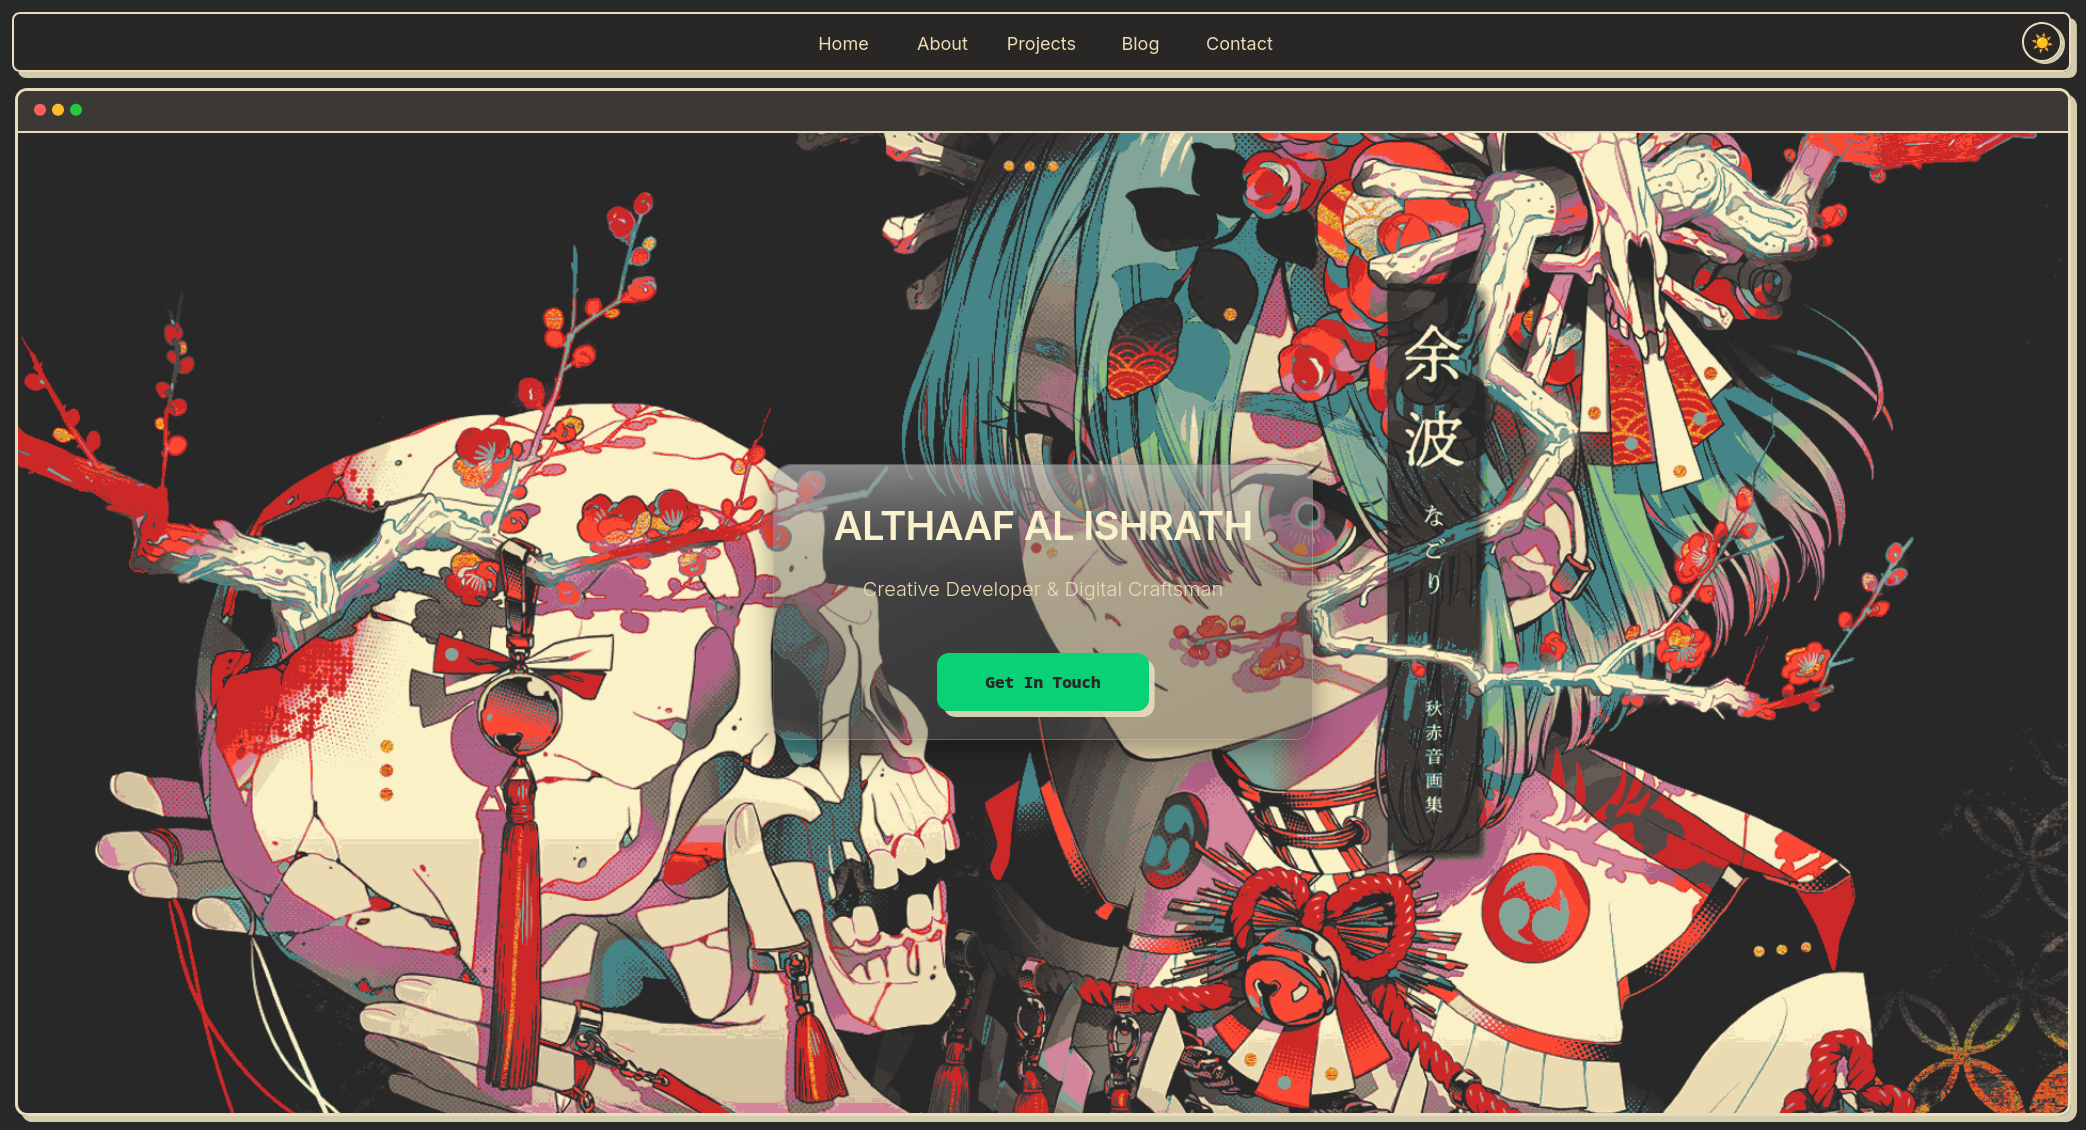 Home About Projects Blog Contact
余波
なごり
秋赤音画集
ALTHAAF AL ISHRATH
Creative Developer & Digital Craftsman
Get In Touch